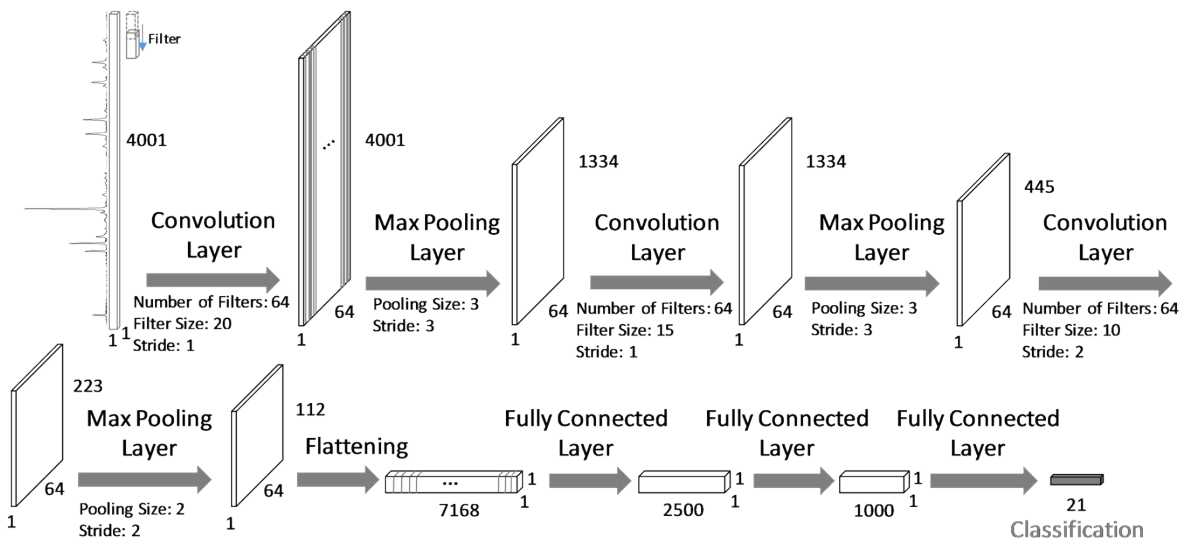 Filter
4001
Convolution
Layer
Number of Filters: 64
Filter Size: 20
Stride: 1
1
1
4001
64
1
Max Pooling
Layer
Pooling Size: 3
Stride: 3
1334
64
1
Convolution
Layer
Number of Filters: 64
Filter Size: 15
Stride: 1
1334
64
1
Max Pooling
Layer
Pooling Size: 3
Stride: 3
445
64
1
Convolution
Layer
Number of Filters: 64
Filter Size: 10
Stride: 2
223
64
1
Max Pooling
Layer
Pooling Size: 2
Stride: 2
112
64
1
Flattening
...
7168
1
1
Fully Connected
Layer
2500
1
1
Fully Connected
Layer
1000
1
1
Fully Connected
Layer
21
Classification